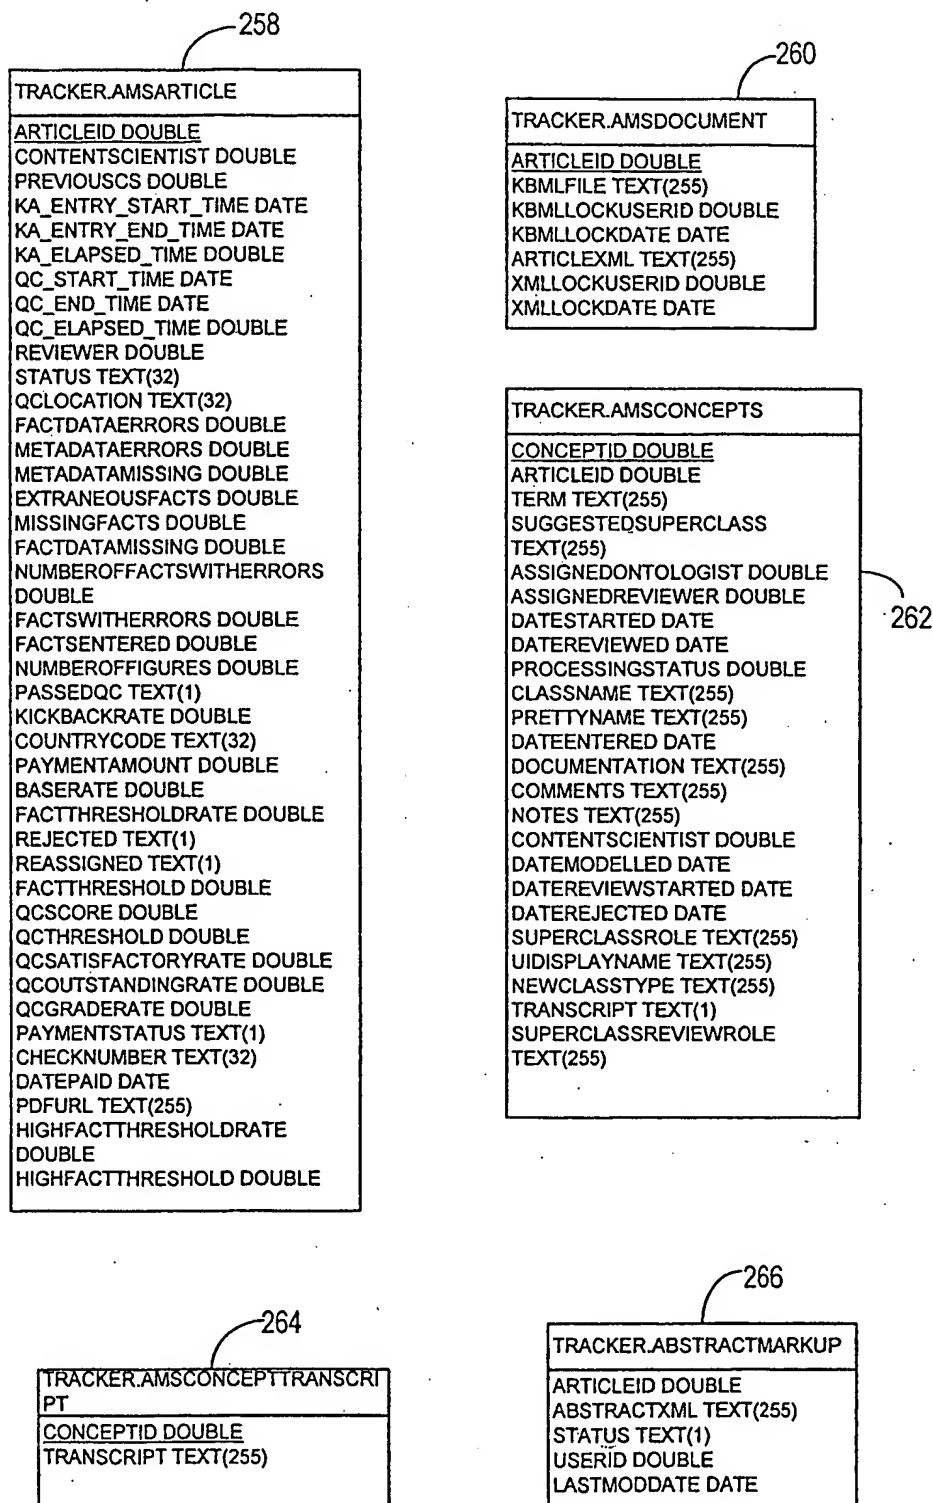 258
TRACKER.AMSARTICLE
ARTICLEID DOUBLE
CONTENTSCIENTIST DOUBLE
PREVIOUSCS DOUBLE
KA_ENTRY_START_TIME DATE
KA_ENTRY_END_TIME DATE
KA_ELAPSED_TIME DOUBLE
QC_START_TIME DATE
QC_END_TIME DATE
QC_ELAPSED_TIME DOUBLE
REVIEWER DOUBLE
STATUS TEXT(32)
QCLOCATION TEXT(32)
FACTDATAERRORS DOUBLE
METADATAERRORS DOUBLE
METADATAMISSING DOUBLE
EXTRANEOUSFACTS DOUBLE
MISSINGFACTS DOUBLE
FACTDATAMISSING DOUBLE
NUMBEROFFACTSWITHERRORS
DOUBLE
FACTSWITHERRORS DOUBLE
FACTSENTERED DOUBLE
NUMBEROFFIGURES DOUBLE
PASSEDQC TEXT(1)
KICKBACKRATE DOUBLE
COUNTRYCODE TEXT(32)
PAYMENTAMOUNT DOUBLE
BASERATE DOUBLE
FACTTHRESHOLDRATE DOUBLE
REJECTED TEXT(1)
REASSIGNED TEXT(1)
FACTTHRESHOLD DOUBLE
QCSCORE DOUBLE
QCTHRESHOLD DOUBLE
QCSATISFACTORYRATE DOUBLE
QCOUTSTANDINGRATE DOUBLE
QCGRADERATE DOUBLE
PAYMENTSTATUS TEXT(1)
CHECKNUMBER TEXT(32)
DATEPAID DATE
PDFURL TEXT(255)
HIGHFACTTHRESHOLDRATE
DOUBLE
HIGHFACTTHRESHOLD DOUBLE
260
TRACKER.AMSDOCUMENT
ARTICLEID DOUBLE
KBMLFILE TEXT(255)
KBMLLOCKUSERID DOUBLE
KBMLLOCKDATE DATE
ARTICLEXML TEXT(255)
XMLLOCKUSERID DOUBLE
XMLLOCKDATE DATE
TRACKER.AMSCONCEPTS
CONCEPTID DOUBLE
ARTICLEID DOUBLE
TERM TEXT(255)
SUGGESTEDSUPERCLASS
TEXT(255)
ASSIGNEDONTOLOGIST DOUBLE
ASSIGNEDREVIEWER DOUBLE
DATESTARTED DATE
DATEREVIEWED DATE
PROCESSINGSTATUS DOUBLE
CLASSNAME TEXT(255)
PRETTYNAME TEXT(255)
DATEENTERED DATE
DOCUMENTATION TEXT(255)
COMMENTS TEXT(255)
NOTES TEXT(255)
CONTENTSCIENTIST DOUBLE
DATEMODELLED DATE
DATEREVIEWSTARTED DATE
DATEREJECTED DATE
SUPERCLASSROLE TEXT(255)
UIDISPLAYNAME TEXT(255)
NEWCLASSTYPE TEXT(255)
TRANSCRIPT TEXT(1)
SUPERCLASSREVIEWROLE
TEXT(255)
262
264
TRACKER.AMSCONCEPTTRANSCRI
PT
CONCEPTID DOUBLE
TRANSCRIPT TEXT(255)
266
TRACKER.ABSTRACTMARKUP
ARTICLEID DOUBLE
ABSTRACTXML TEXT(255)
STATUS TEXT(1)
USERID DOUBLE
LASTMODDATE DATE